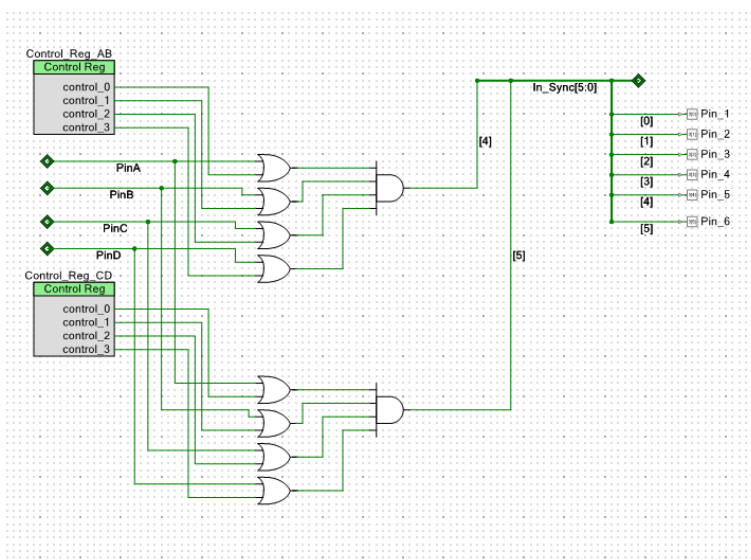 Control_Reg_AB
Control Reg
control_0
control_1
control_2
control_3
PinA
PinB
PinC
PinD
Control_Reg_CD
Control Reg
control_0
control_1
control_2
control_3
[4]
[5]
In_Sync[5:0]
[0]
Pin_1
[1]
Pin_2
[2]
Pin_3
[3]
Pin_4
[4]
Pin_5
[5]
Pin_6